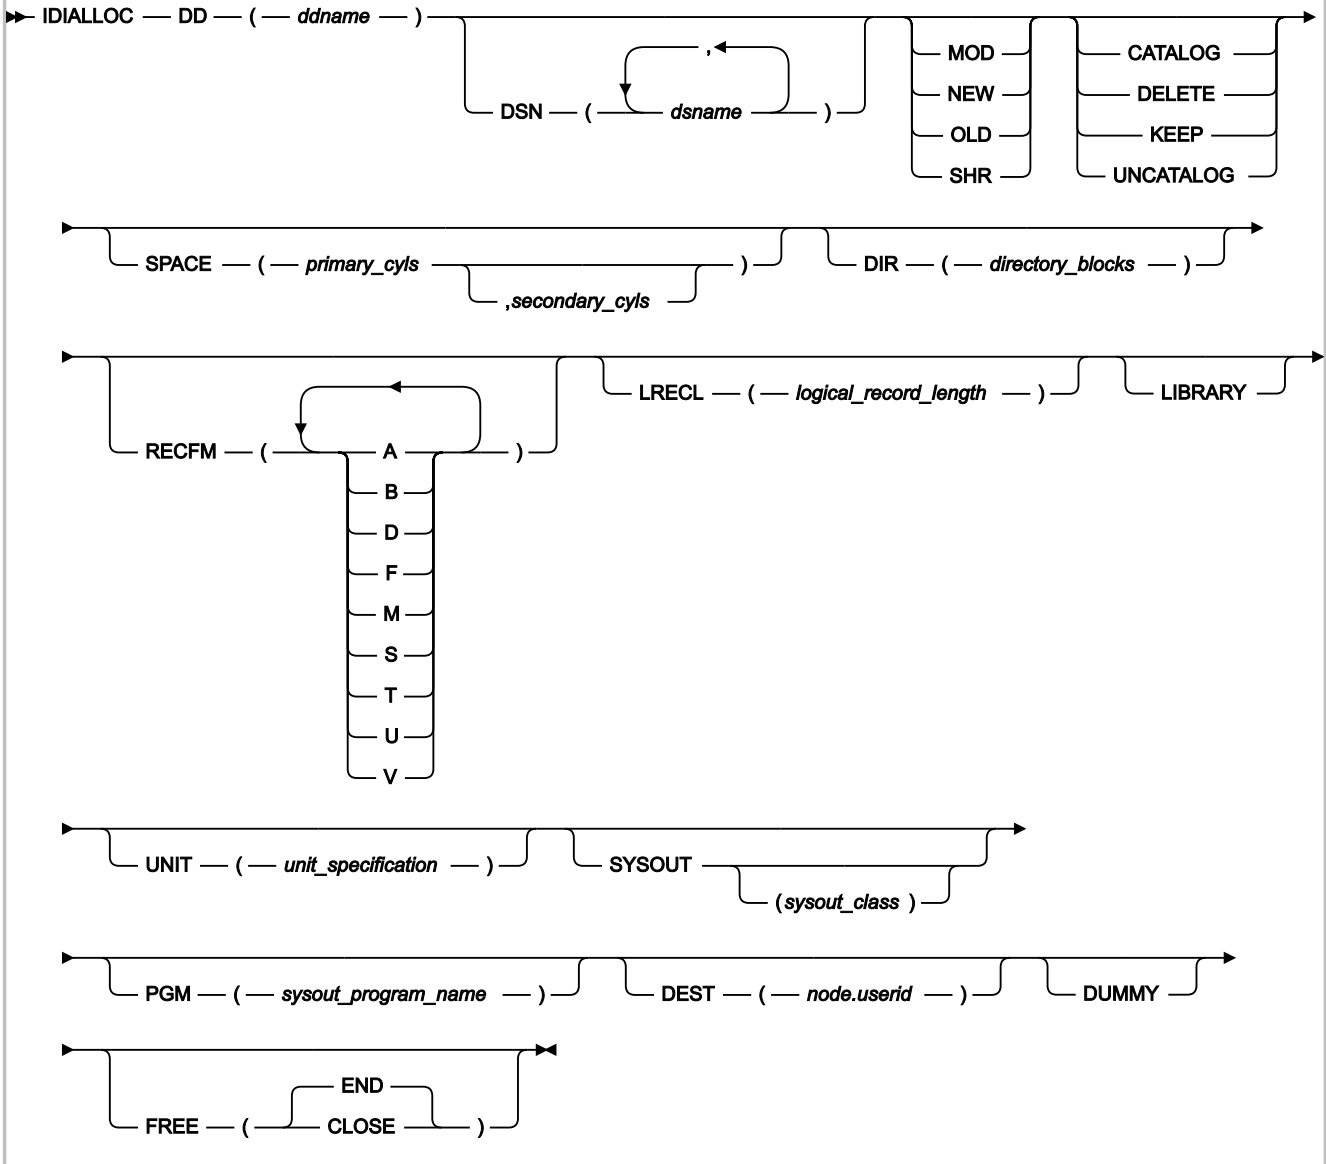 IDIALLOC DD ( ddname )
,
DSN ( dsname )
MOD
NEW
OLD
SHR
CATALOG
DELETE
KEEP
UNCATALOG
SPACE ( primary_cyls )
,secondary_cyls
DIR ( directory_blocks )
RECFM ( A )
B
D
F
M
S
T
U
V
LRECL ( logical_record_length )
LIBRARY
UNIT ( unit_specification )
SYSOUT
(sysout_class )
PGM ( sysout_program_name )
DEST ( node.userid )
DUMMY
END
FREE ( CLOSE )